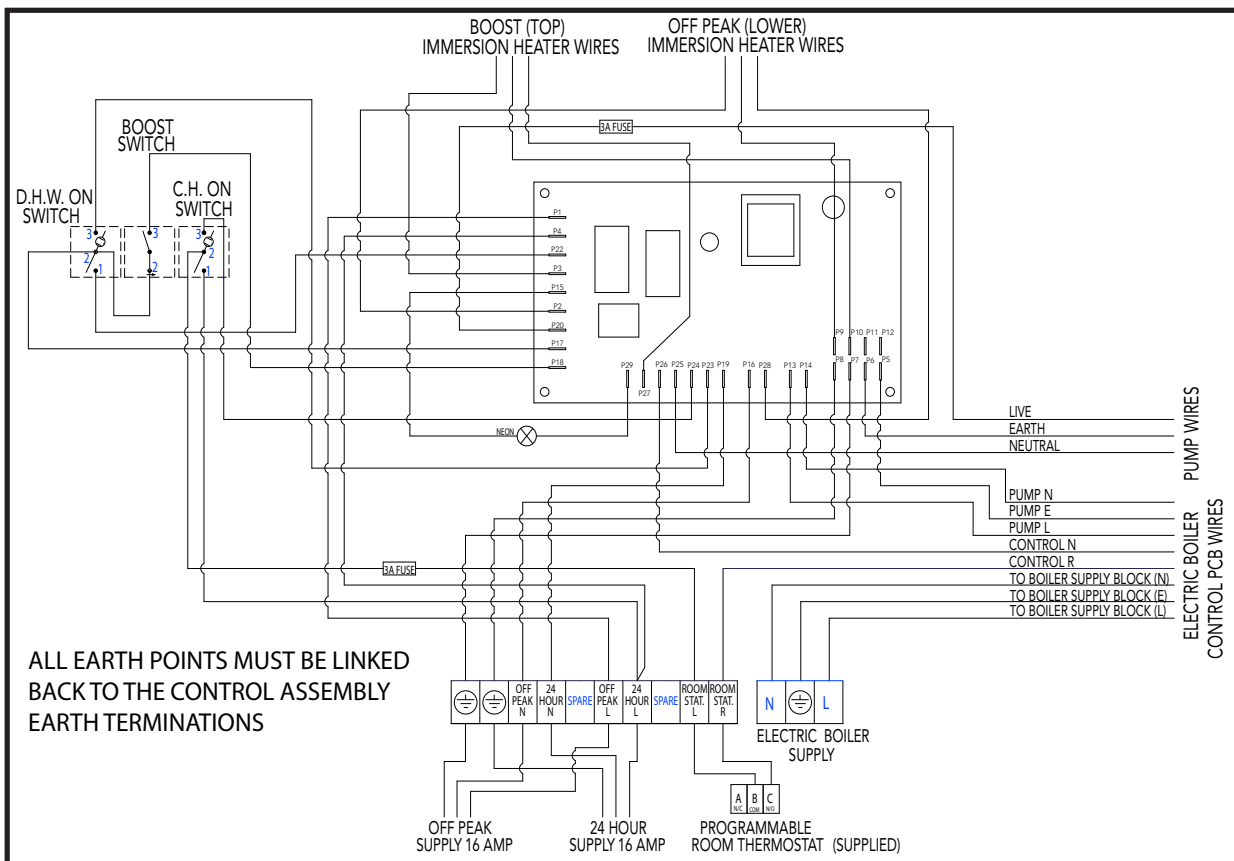 BOOST (TOP)
IMMERSION HEATER WIRES
OFF PEAK (LOWER)
IMMERSION HEATER WIRES
BOOST
SWITCH
3A FUSE
D.H.W. ON
SWITCH
C.H. ON
SWITCH
3
2
1
3
2
3
2
1
P1
P4
P22
P3
P15
P2
P20
P17
P18
P9
P10
P11
P12
P8
P7
P6
P5
P29
P27
P26
P25
P24
P23
P19
P16
P28
P13
P14
NEON
LIVE
EARTH
NEUTRAL
PUMP WIRES
PUMP N
PUMP E
PUMP L
CONTROL N
CONTROL R
TO BOILER SUPPLY BLOCK (N)
TO BOILER SUPPLY BLOCK (E)
TO BOILER SUPPLY BLOCK (L)
ELECTRIC BOILER
CONTROL PCB WIRES
3A FUSE
ALL EARTH POINTS MUST BE LINKED
BACK TO THE CONTROL ASSEMBLY
EARTH TERMINATIONS
OFF
PEAK
N
24
HOUR
N
SPARE
OFF
PEAK
L
24
HOUR
L
SPARE
ROOM
STAT.
L
ROOM
STAT.
R
N
L
ELECTRIC BOILER
SUPPLY
A
N/C
B
COM
C
N/O
OFF PEAK
SUPPLY 16 AMP
24 HOUR
SUPPLY 16 AMP
PROGRAMMABLE
ROOM THERMOSTAT (SUPPLIED)